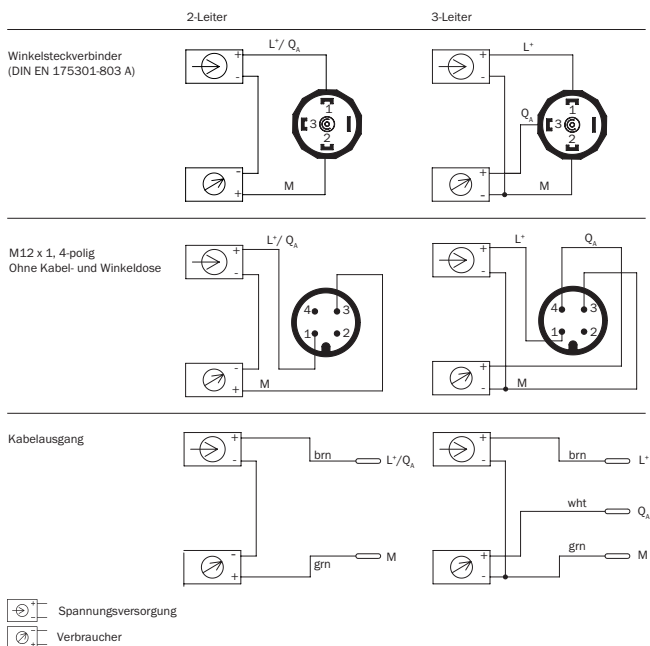 2-Leiter 3-Leiter
Winkelsteckverbinder
(DIN EN 175301-803 A)
+ L⁺/ Q_A
-
1
3
2
-
+ M
+ L⁺
-
Q_A
1
3
2
+
- M
M12 x 1, 4-polig
Ohne Kabel- und Winkeldose
+ L⁺/ Q_A
-
4 3
1 2
-
+ M
+ L⁺ Q_A
-
4 3
1 2
+
- M
Kabelausgang
+
- brn L⁺/Q_A
-
+ grn M
+
- brn L⁺
wht Q_A
+ grn
- M
+
- Spannungsversorgung
-
+ Verbraucher